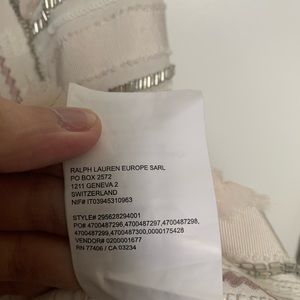 RALPH LAUREN EUROPE SARL
PO BOX 2572
1211 GENEVA 2
SWITZERLAND
NIF# IT03945310963
STYLE# 295628294001
PO# 4700487296,4700487297,4700487298,
4700487299,4700487300,0000175428
VENDOR# 0200001677
RN 77406 / CA 03234